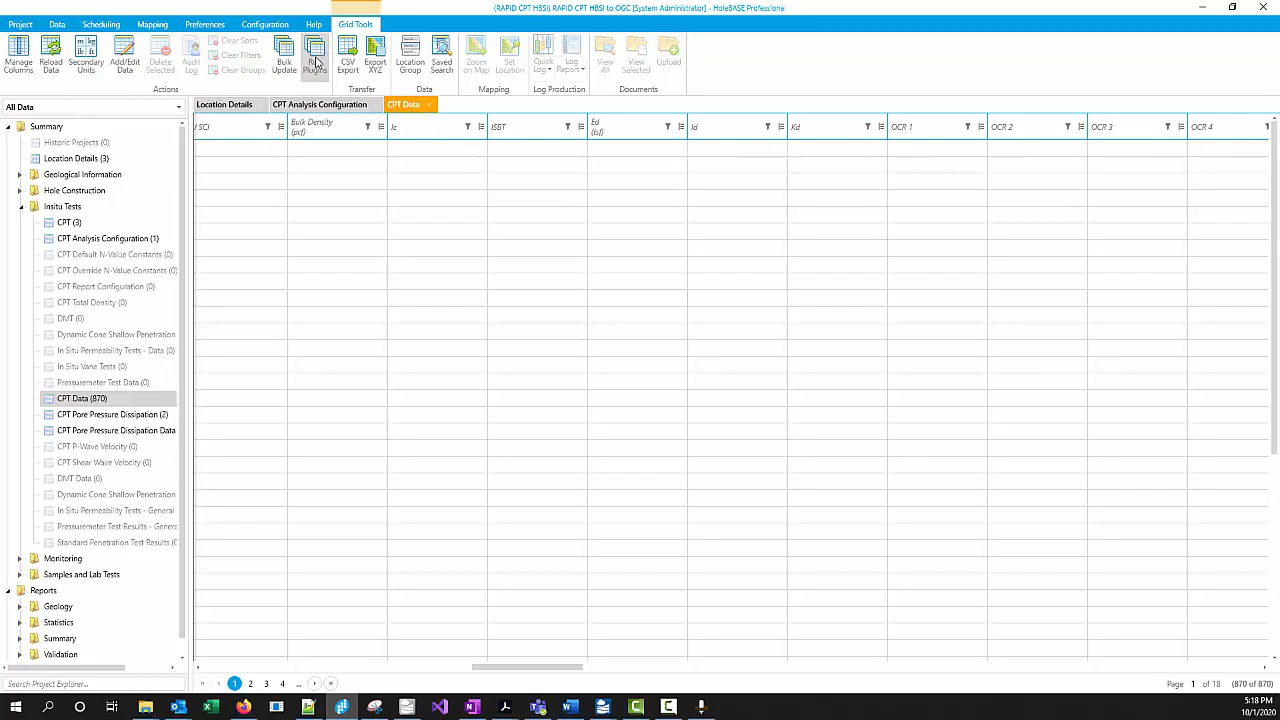 (RAPID CPT HBSI) RAPID CPT HBSI to OGC [System Administrator] - HoleBASE Professional
Project Data Scheduling Mapping Preferences Configuration Help Grid Tools
Manage Columns
Reload Data
Secondary Units
Add/Edit Data
Delete Selected
Audit Log
Clear Sorts
Clear Filters
Clear Groups
Bulk Update
Plugins
CSV Export
Export XYZ
Location Group
Saved Search
Zoom on Map
Set Location
Quick Log
Log Report
View All
View Selected
Upload
Actions Transfer Data Mapping Log Production Documents
All Data
Location Details CPT Analysis Configuration CPT Data
SCI Bulk Density (pcf) Ic ISBT Ed (tsf) Id Kd OCR 1 OCR 2 OCR 3 OCR 4
Summary
Historic Projects (0)
Location Details (3)
Geological Information
Hole Construction
Insitu Tests
CPT (3)
CPT Analysis Configuration (1)
CPT Default N-Value Constants (0)
CPT Override N-Value Constants (0)
CPT Report Configuration (0)
CPT Total Density (0)
DMT (0)
Dynamic Cone Shallow Penetration
In Situ Permeability Tests - Data (0)
In Situ Vane Tests (0)
Pressuremeter Test Data (0)
CPT Data (870)
CPT Pore Pressure Dissipation (2)
CPT Pore Pressure Dissipation Data
CPT P-Wave Velocity (0)
CPT Shear Wave Velocity (0)
DMT Data (0)
Dynamic Cone Shallow Penetration
In Situ Permeability Tests - General
Pressuremeter Test Results - Genera
Standard Penetration Test Results (0
Monitoring
Samples and Lab Tests
Reports
Geology
Statistics
Summary
Validation
Search Project Explorer...
1 2 3 4 ...
Page 1 of 18 (870 of 870)
5:18 PM
10/1/2020